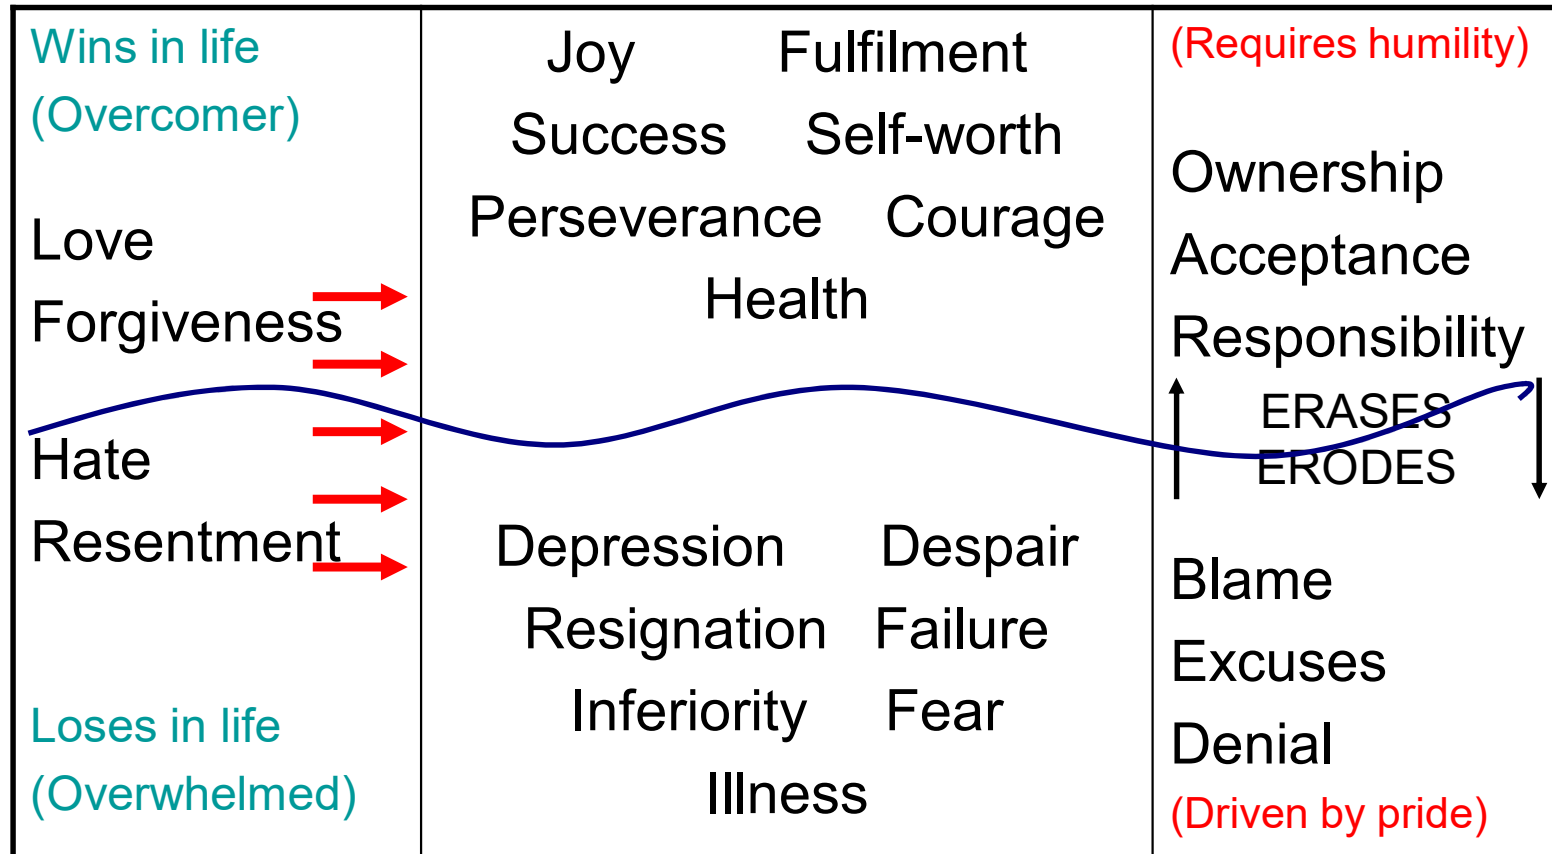 Wins in life
(Overcomer)
Love
Forgiveness
Hate
Resentment
Loses in life
(Overwhelmed)
Joy Fulfilment
Success Self-worth
Perseverance Courage
Health
Depression Despair
Resignation Failure
Inferiority Fear
Illness
(Requires humility)
Ownership
Acceptance
Responsibility
ERASES
ERODES
Blame
Excuses
Denial
(Driven by pride)